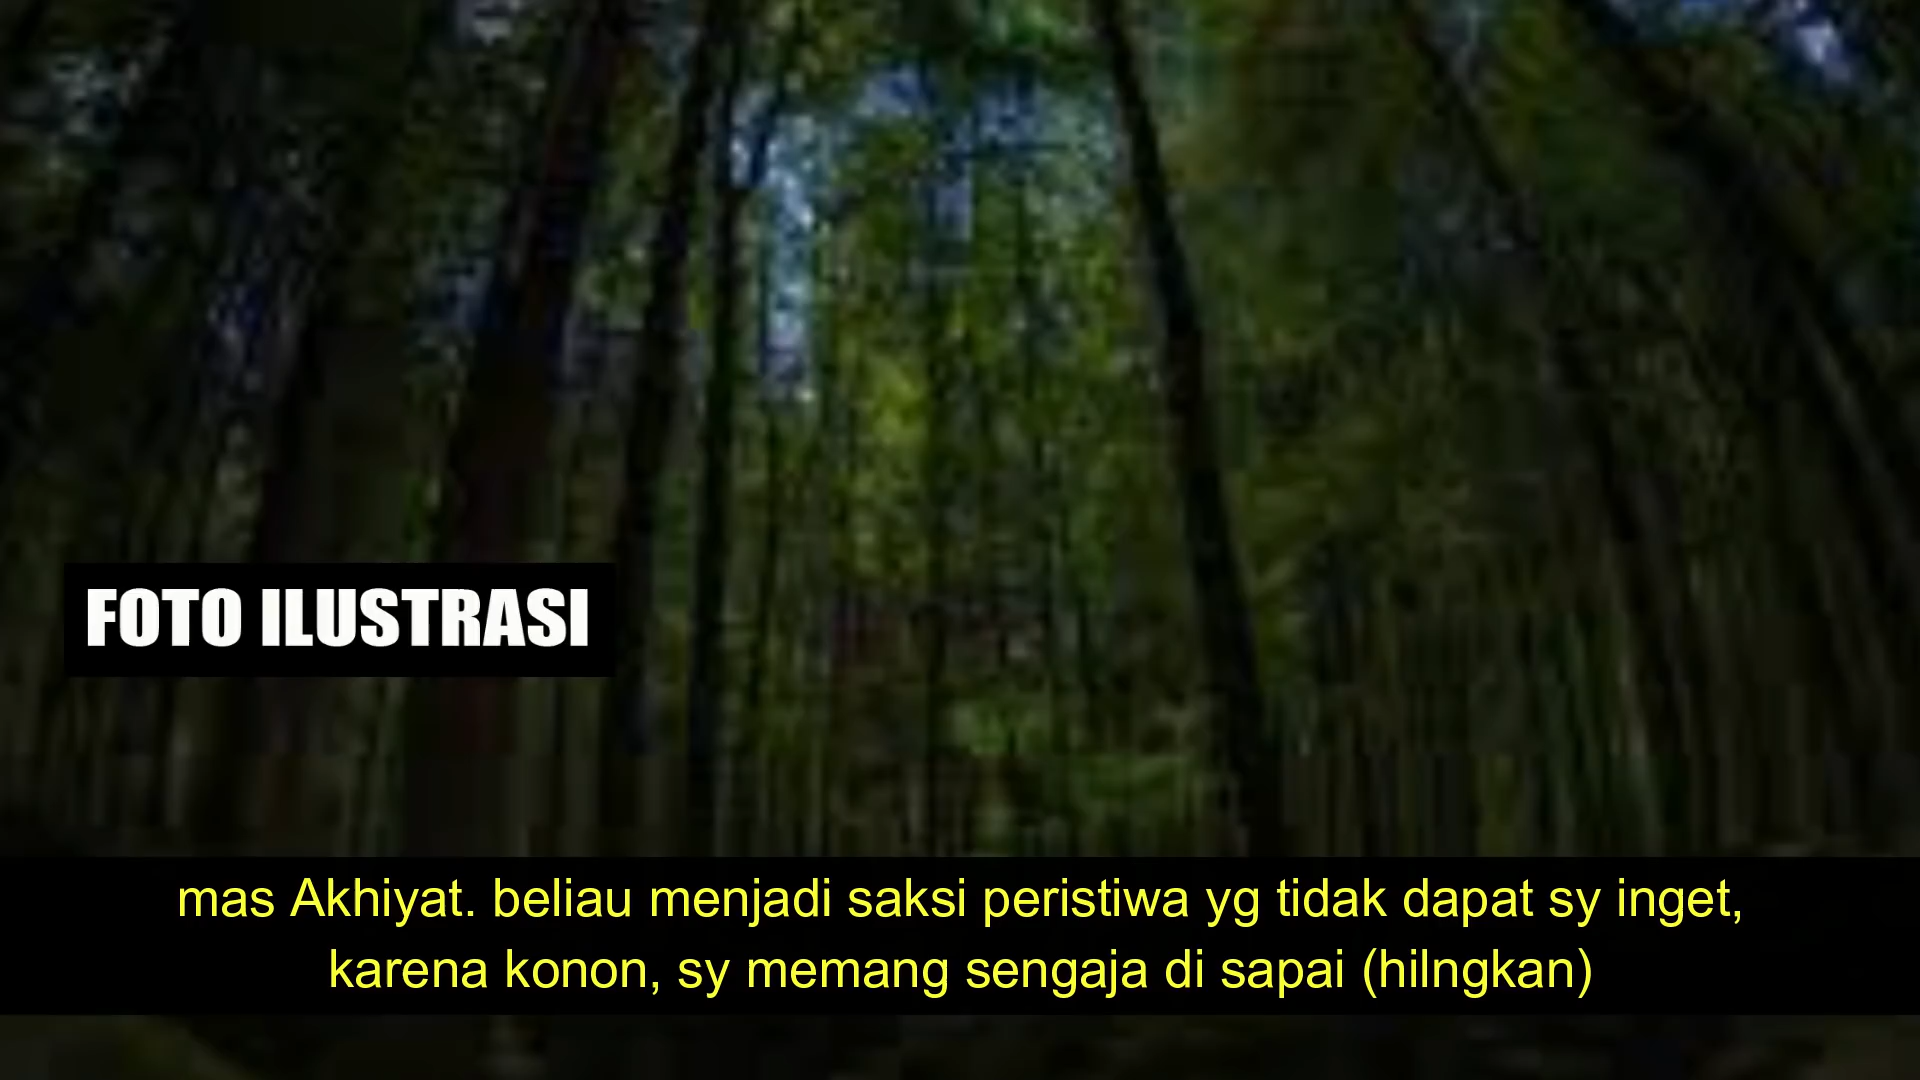 FOTO ILUSTRASI
mas Akhiyat. beliau menjadi saksi peristiwa yg tidak dapat sy inget,
karena konon, sy memang sengaja di sapai (hilngkan)